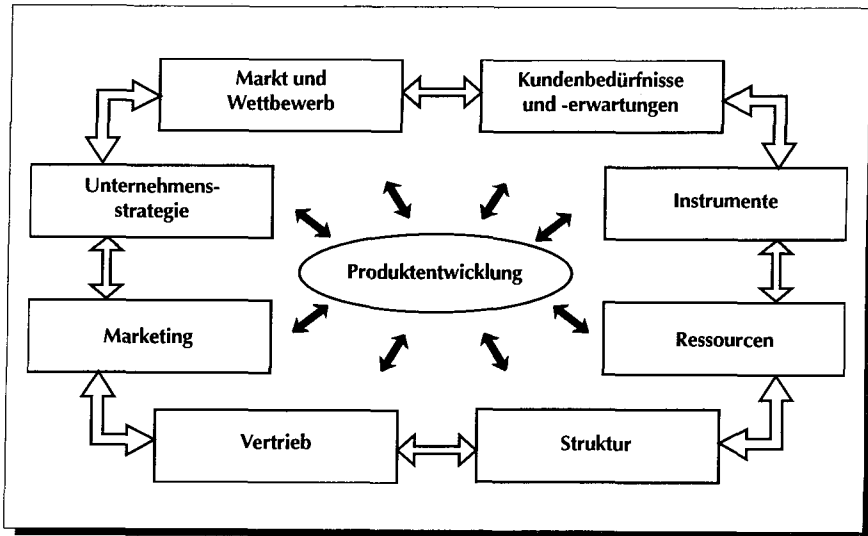 Markt und
Wettbewerb
Kundenbedürfnisse
und -erwartungen
Unternehmens-
strategie
Instrumente
Produktentwicklung
Marketing
Ressourcen
Vertrieb
Struktur